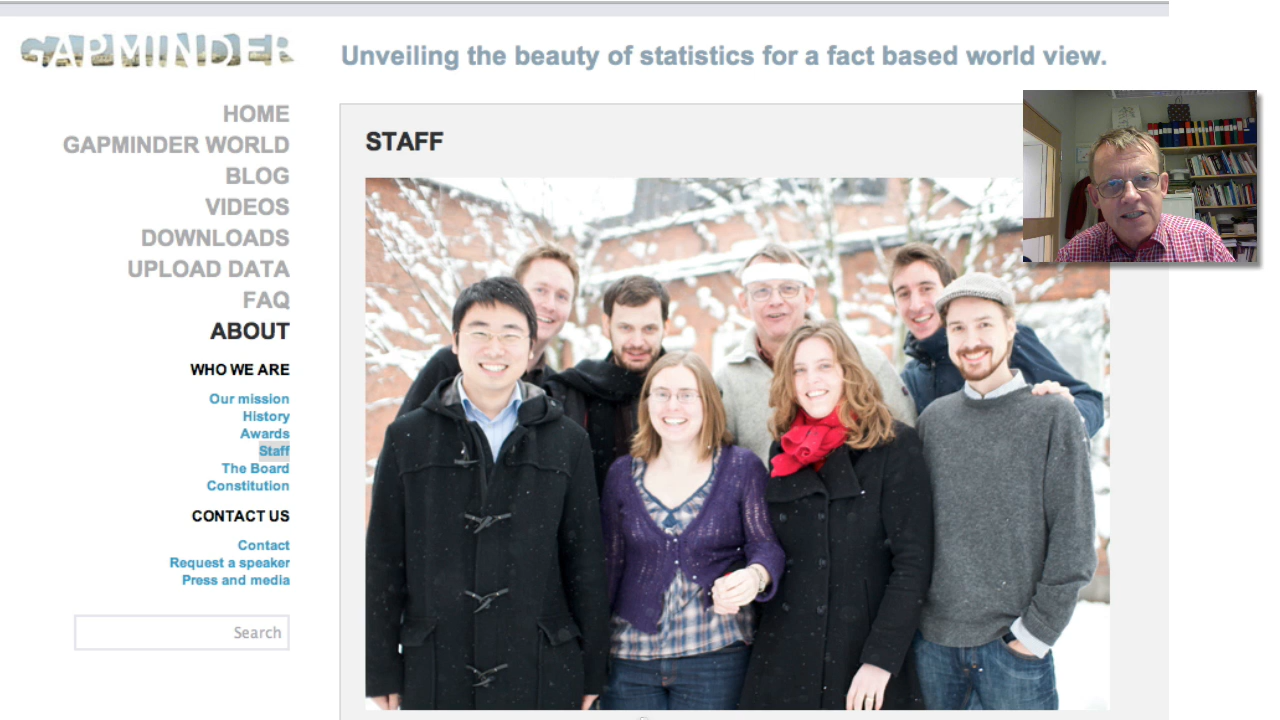 GAPMINDER
Unveiling the beauty of statistics for a fact based world view.
HOME
GAPMINDER WORLD
BLOG
VIDEOS
DOWNLOADS
UPLOAD DATA
FAQ
ABOUT
WHO WE ARE
Our mission
History
Awards
Staff
The Board
Constitution
CONTACT US
Contact
Request a speaker
Press and media
Search
STAFF